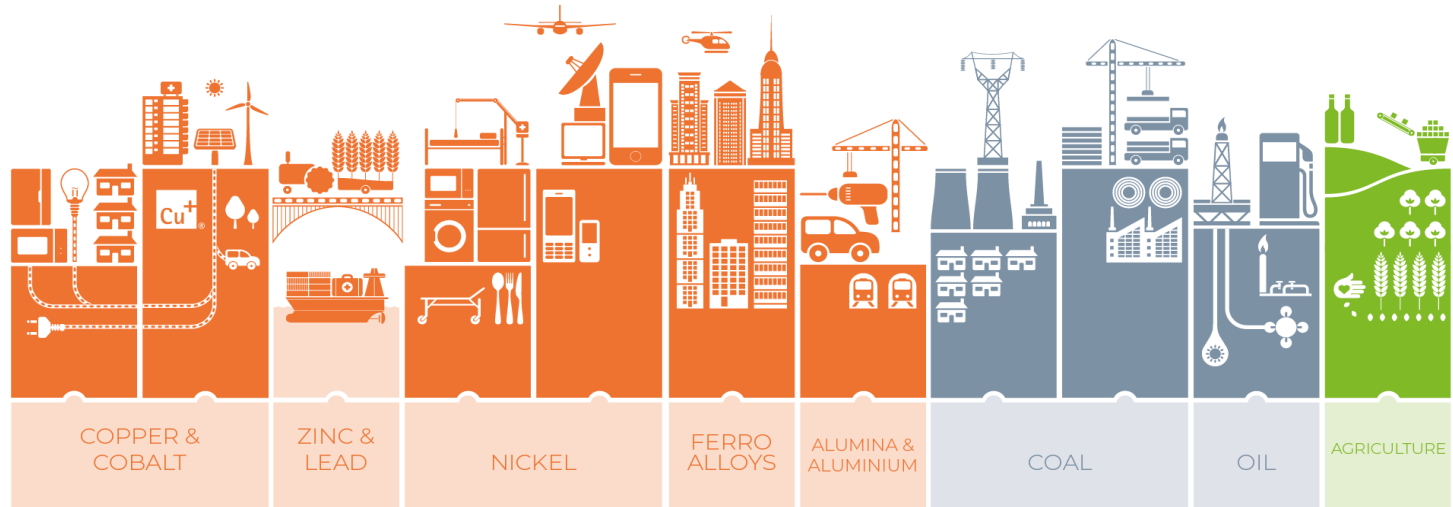 Cu+
®
COPPER &
COBALT
ZINC &
LEAD
NICKEL
FERRO
ALLOYS
ALUMINA &
ALUMINIUM
COAL
OIL
AGRICULTURE